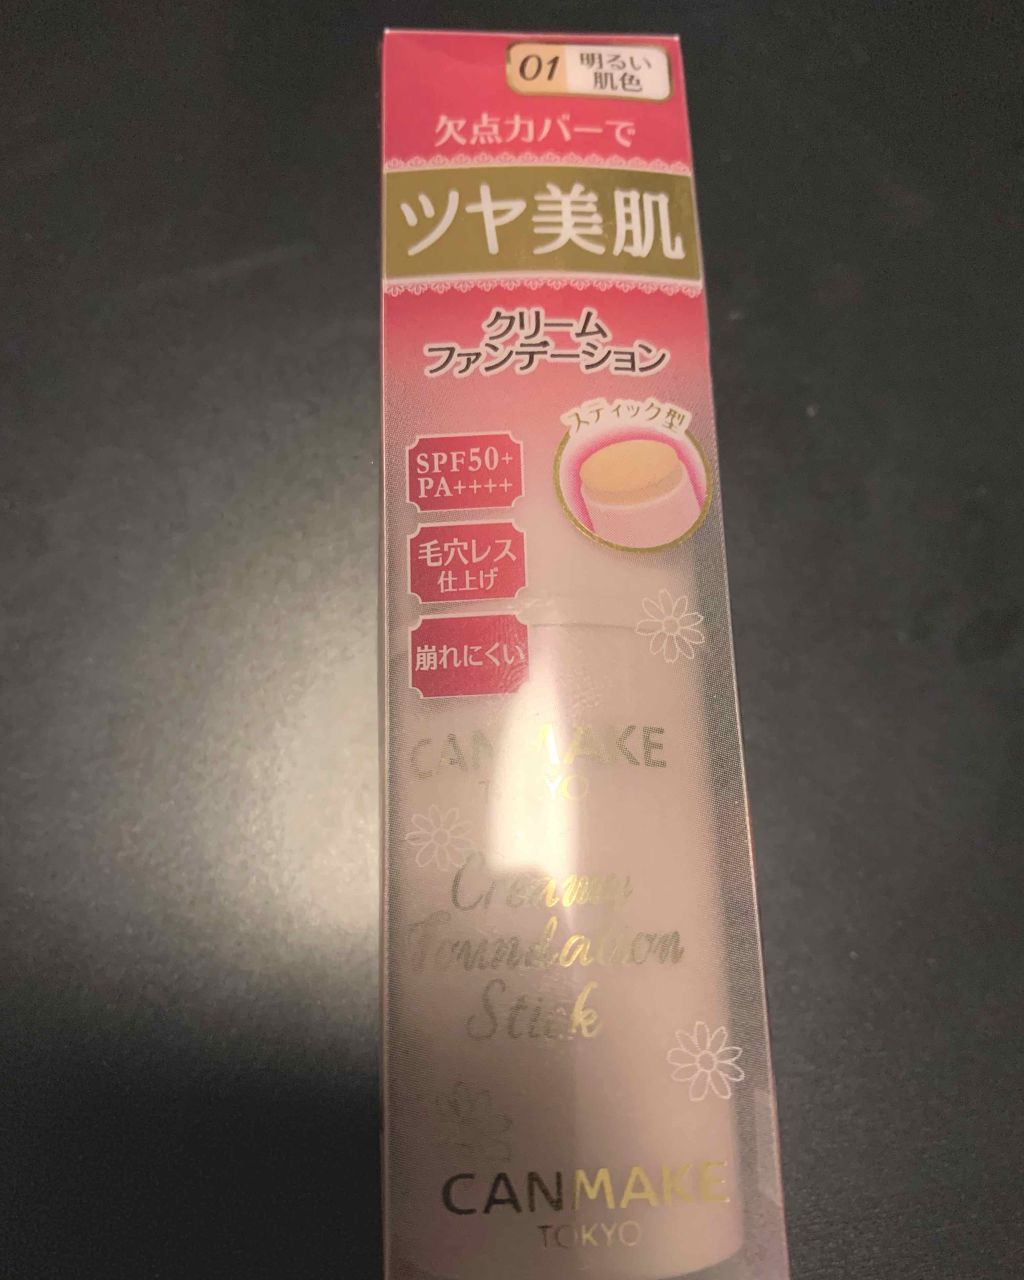 01 明るい
肌色
欠点カバーで
ツヤ美肌
クリーム
ファンデーション
スティック型
SPF50+
PA++++
毛穴レス
仕上げ
崩れにくい
CANMAKE
TOKYO
Creamy
Foundation
Stick
CANMAKE
TOKYO